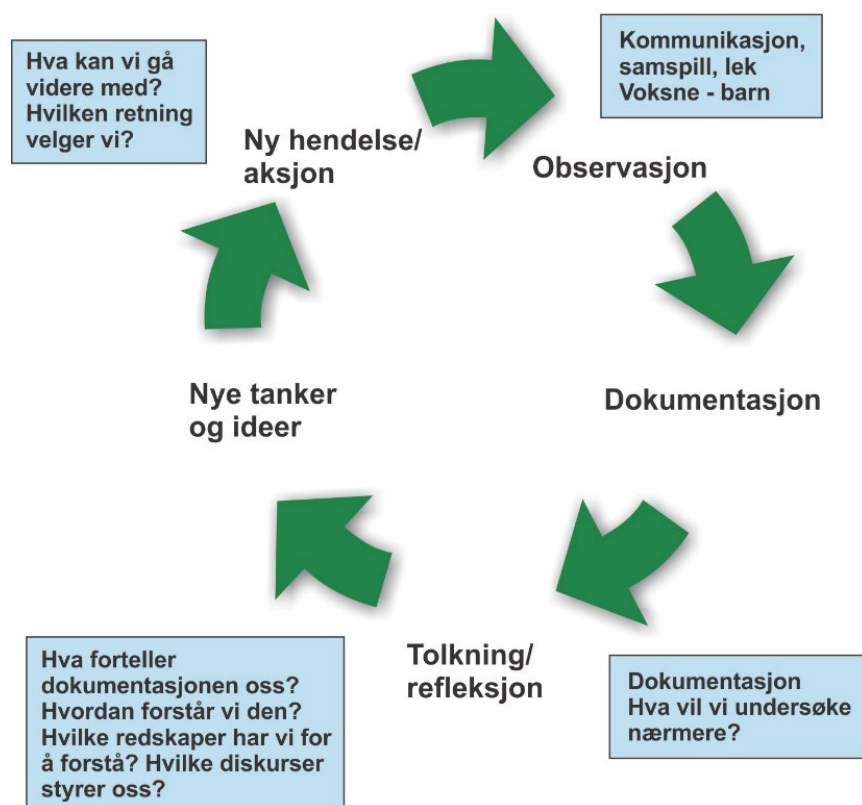 Hva kan vi gå
videre med?
Hvilken retning
velger vi?
Kommunikasjon,
samspill, lek
Voksne - barn
Ny hendelse/
aksjon
Observasjon
Nye tanker
og ideer
Dokumentasjon
Hva forteller
dokumentasjonen oss?
Hvordan forstår vi den?
Hvilke redskaper har vi for
å forstå? Hvilke diskurser
styrer oss?
Tolkning/
refleksjon
Dokumentasjon
Hva vil vi undersøke
nærmere?